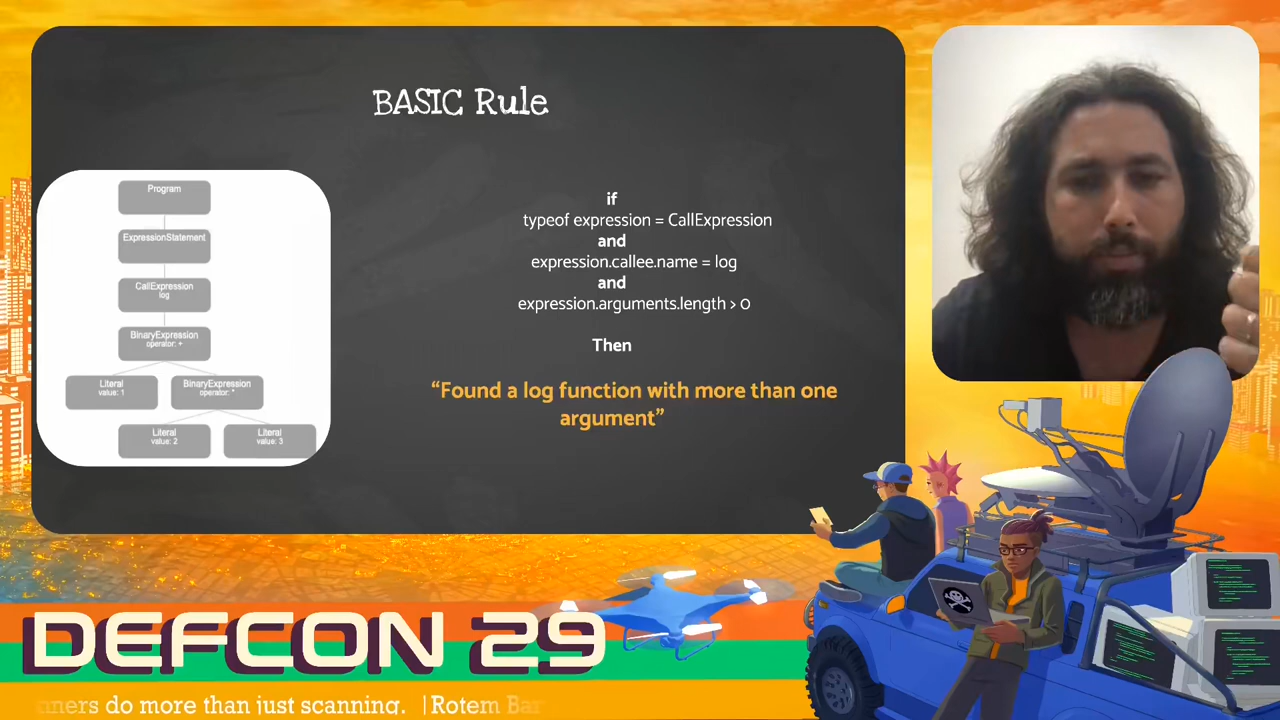 BASIC Rule
Program
ExpressionStatement
CallExpression
log
BinaryExpression
operator: +
Literal
value: 1
BinaryExpression
operator: *
Literal
value: 2
Literal
value: 3
if
typeof expression = CallExpression
and
expression.callee.name = log
and
expression.arguments.length > 0
Then
“Found a log function with more than one
argument”
DEFCON 29
do more than just scanning. | Rotem